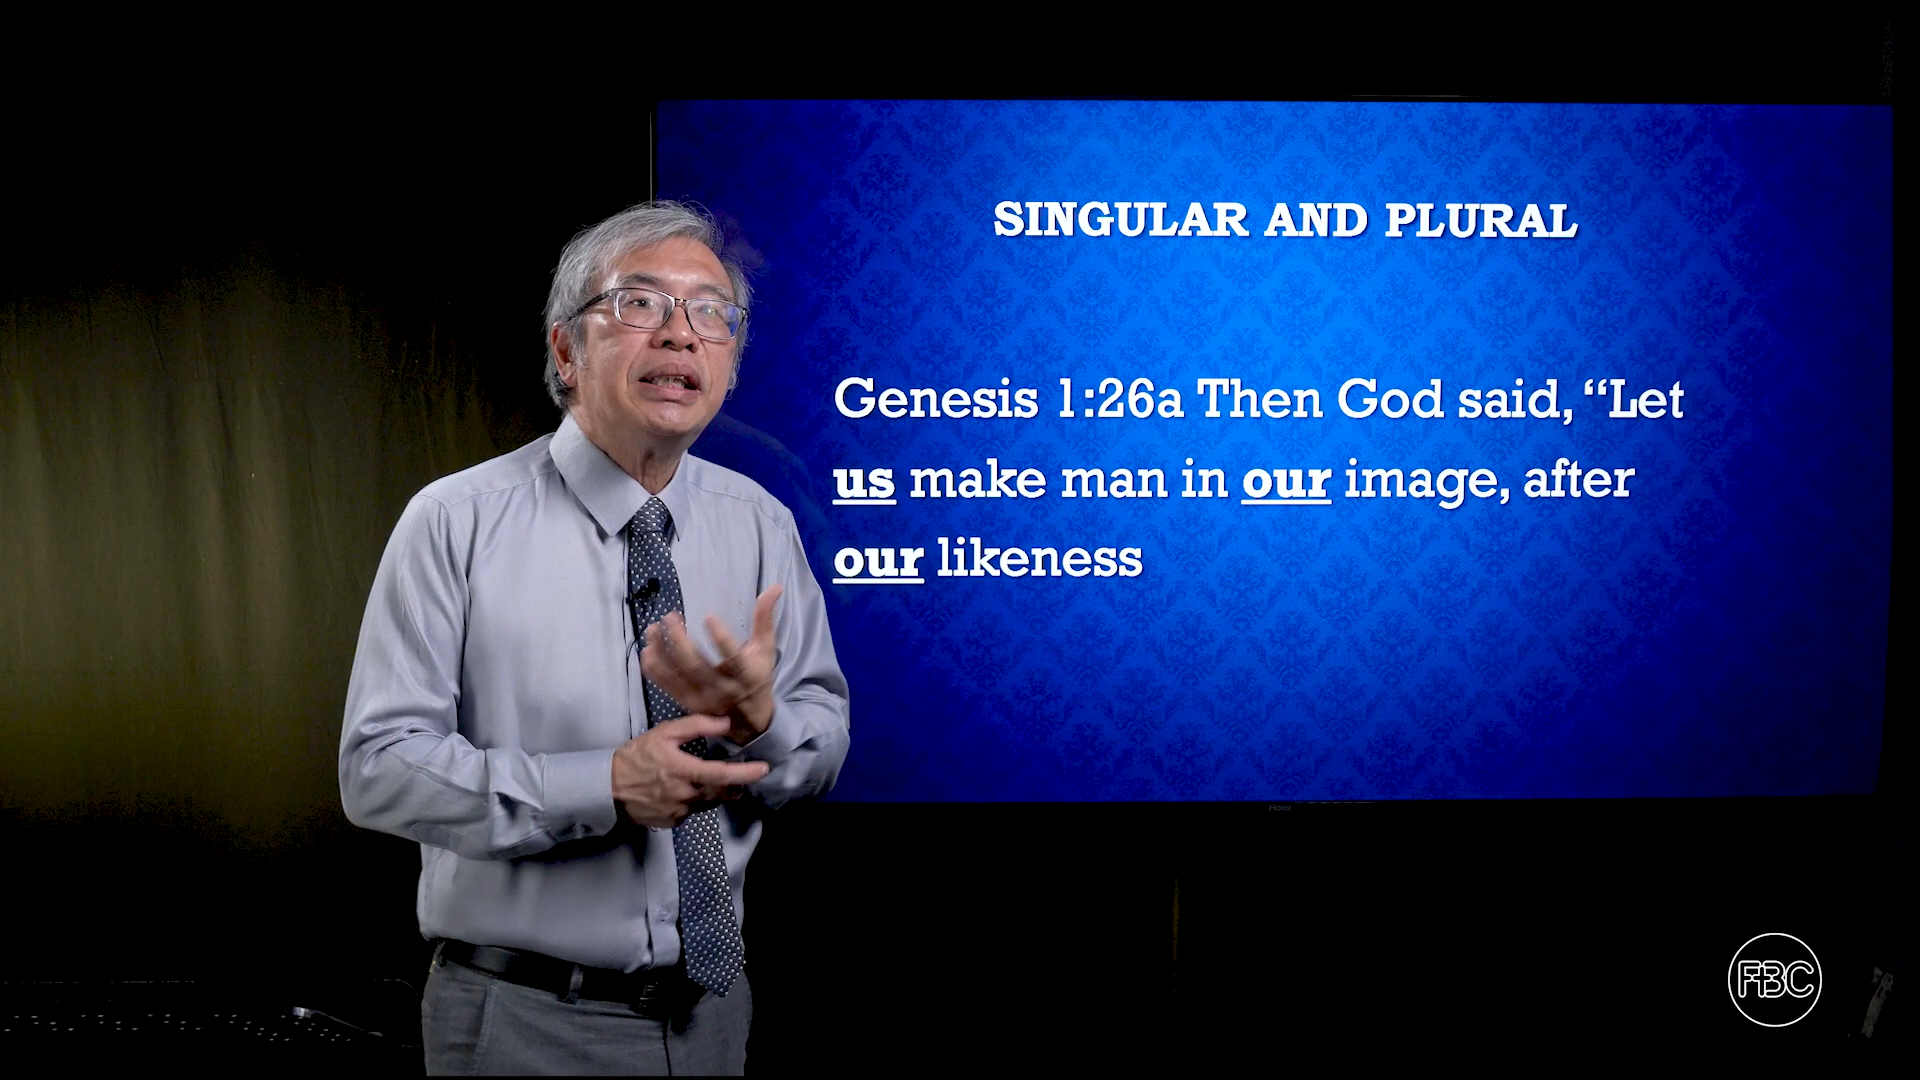 SINGULAR AND PLURAL
Genesis 1:26a Then God said, “Let
us make man in our image, after
our likeness
Haier
FBC